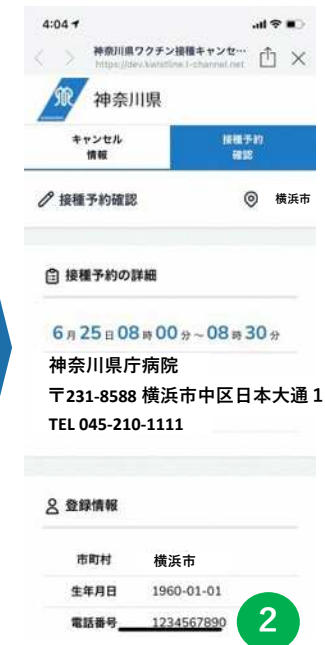 4:04
神奈川県ワクチン接種キャンセ…
https://dev.kwistline.l-channel.net
神奈川県
キャンセル
情報
接種予約
確認
接種予約確認
横浜市
接種予約の詳細
6月25日08時00分～08時30分
神奈川県庁病院
〒231-8588 横浜市中区日本大通１
TEL 045-210-1111
登録情報
市町村 横浜市
生年月日 1960-01-01
電話番号 1234567890
2